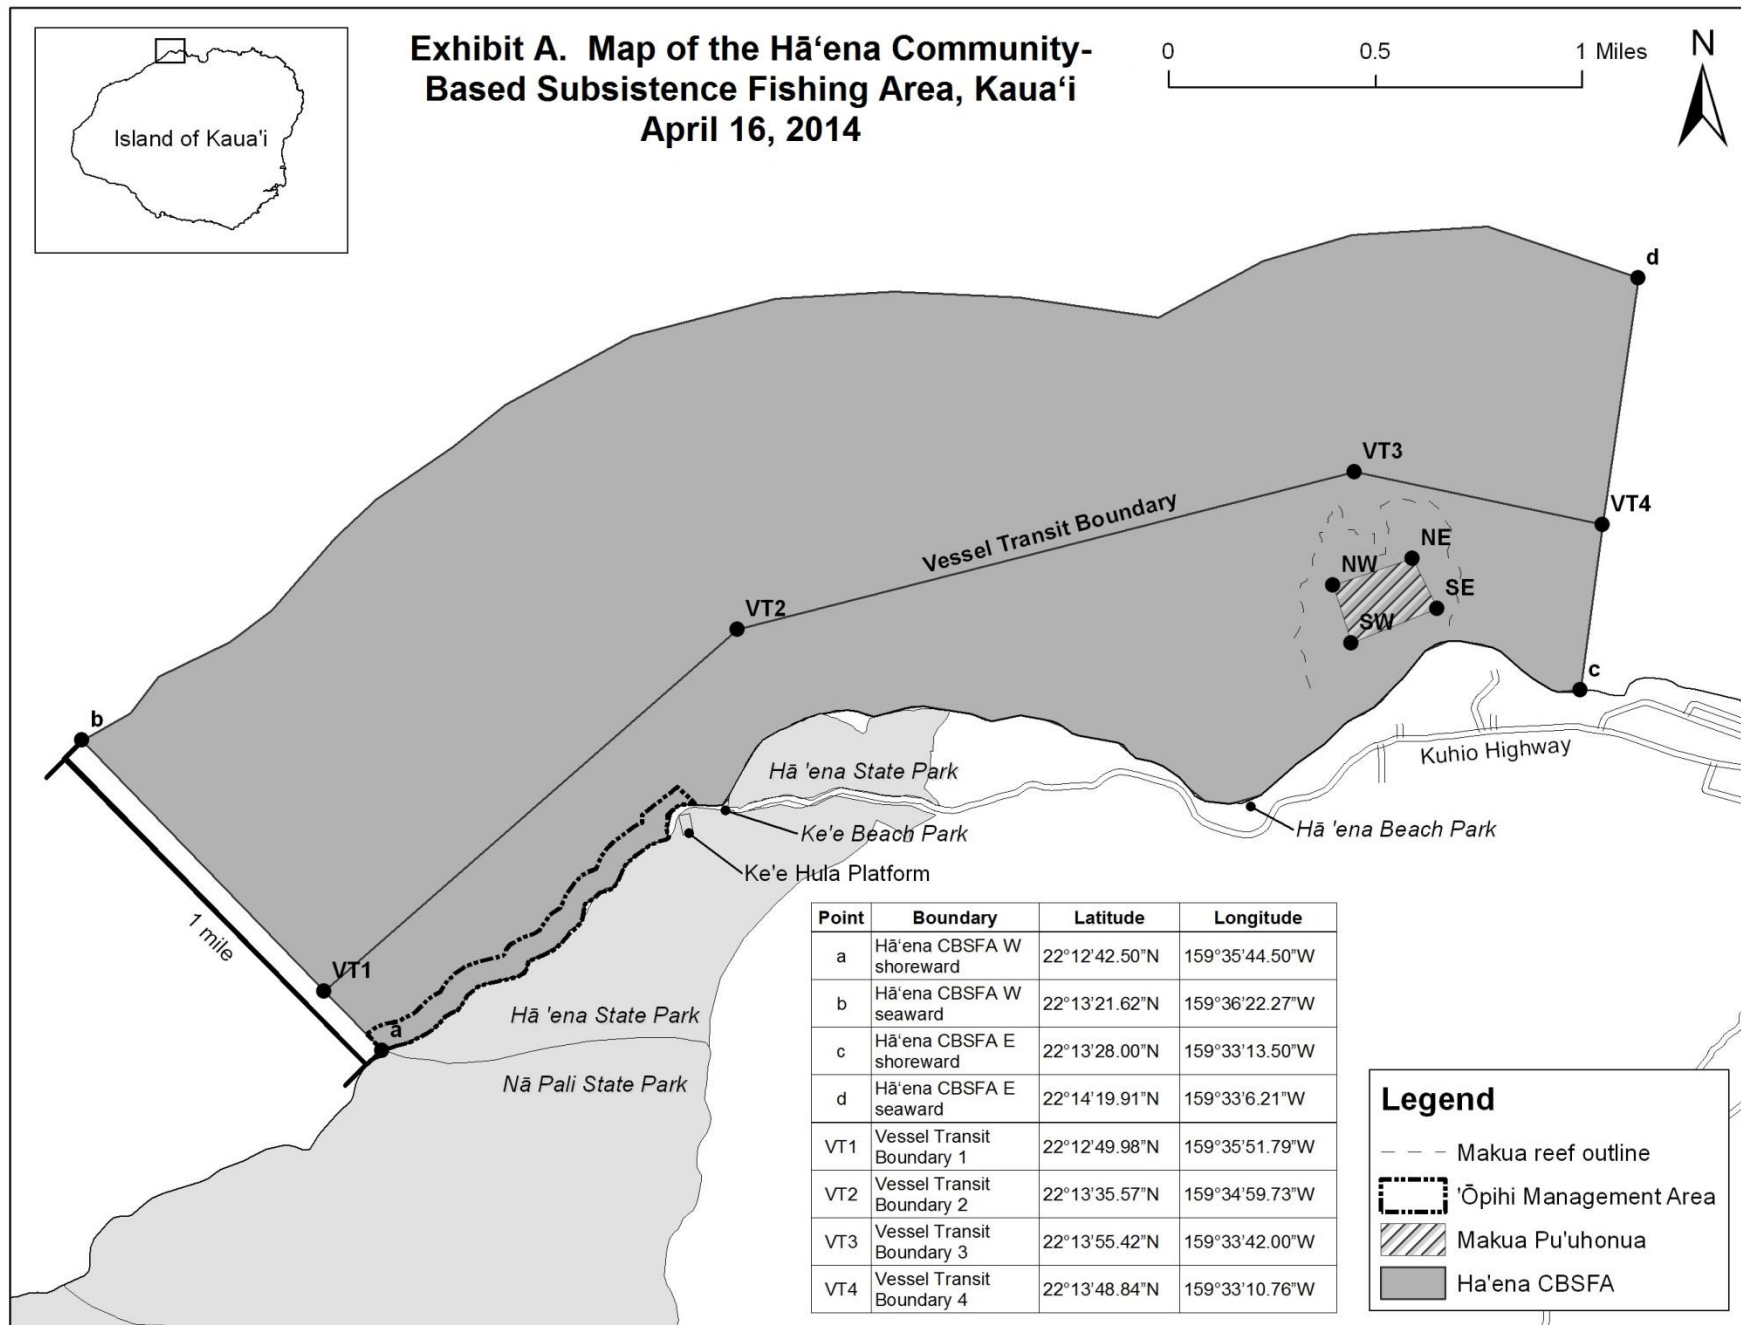 Exhibit A.  Map of the Hā‘ena Community-
Based Subsistence Fishing Area, Kaua‘i
April 16, 2014
0 0.5 1 Miles
N
Island of Kaua'i
d
VT3
VT4
Vessel Transit Boundary
NE
NW
SE
SW
VT2
c
b
Kuhio Highway
Hā 'ena State Park
Ke'e Beach Park
Hā 'ena Beach Park
Ke'e Hula Platform
1 mile
VT1
a
Hā 'ena State Park
Nā Pali State Park
Point Boundary Latitude Longitude
a Hā‘ena CBSFA W shoreward 22°12’42.50”N 159°35’44.50”W
b Hā‘ena CBSFA W seaward 22°13’21.62”N 159°36’22.27”W
c Hā‘ena CBSFA E shoreward 22°13’28.00”N 159°33’13.50”W
d Hā‘ena CBSFA E seaward 22°14’19.91”N 159°33’6.21”W
VT1 Vessel Transit Boundary 1 22°12’49.98”N 159°35’51.79”W
VT2 Vessel Transit Boundary 2 22°13’35.57”N 159°34’59.73”W
VT3 Vessel Transit Boundary 3 22°13’55.42”N 159°33’42.00”W
VT4 Vessel Transit Boundary 4 22°13’48.84”N 159°33’10.76”W
Legend
Makua reef outline
'Ōpihi Management Area
Makua Pu'uhonua
Ha'ena CBSFA